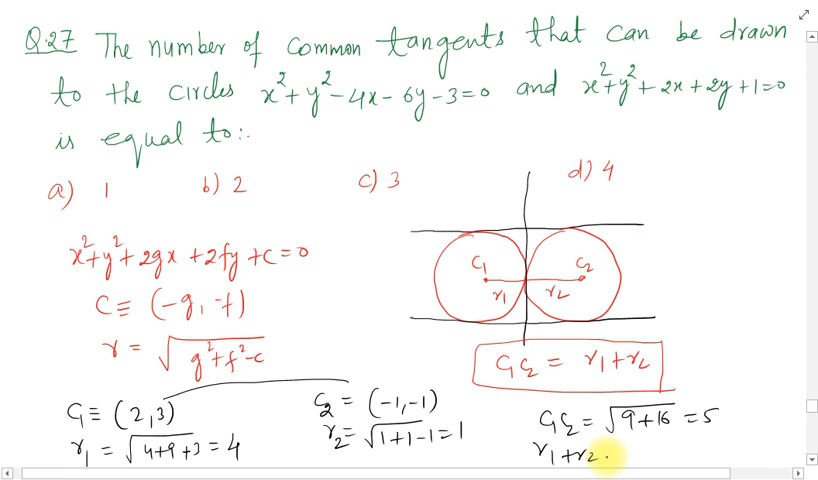 Q.27 The number of common tangents that can be drawn
to the circles x²+y²-4x-6y-3=0 and x²+y²+2x+2y+1=0
is equal to:-
a) 1 b) 2 c) 3 d) 4
x²+y²+2gx+2fy+c=0
C≡ (-g, -f)
r = √g²+f²-c
C₁ C₂
r₁ r₂
C₁C₂ = r₁+r₂
C₁ ≡ (2,3) C₂ = (-1,-1) C₁C₂ = √9+16 = 5
r₁ = √4+9+3 = 4 r₂ = √1+1-1 = 1 r₁+r₂